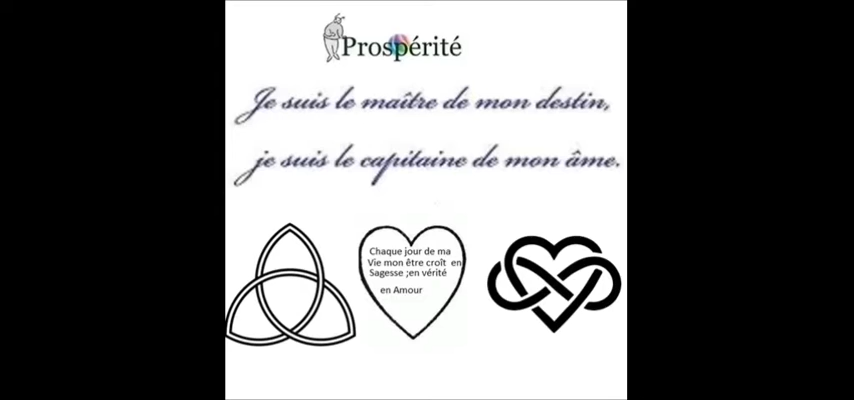 Prospérité
Je suis le maître de mon destin,
je suis le capitaine de mon âme.
Chaque jour de ma
Vie mon être croît en
Sagesse ;en vérité
en Amour